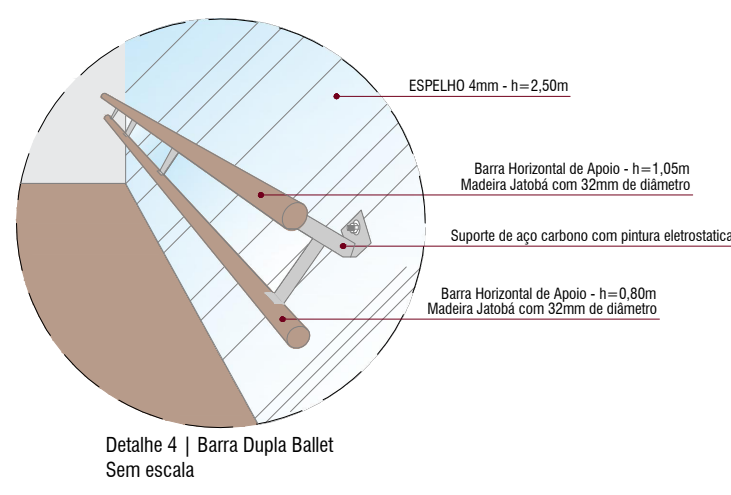 ESPELHO 4mm - h=2,50m
Barra Horizontal de Apoio - h=1,05m
Madeira Jatobá com 32mm de diâmetro
Suporte de aço carbono com pintura eletrostatica
Barra Horizontal de Apoio - h=0,80m
Madeira Jatobá com 32mm de diâmetro
Detalhe 4 | Barra Dupla Ballet
Sem escala